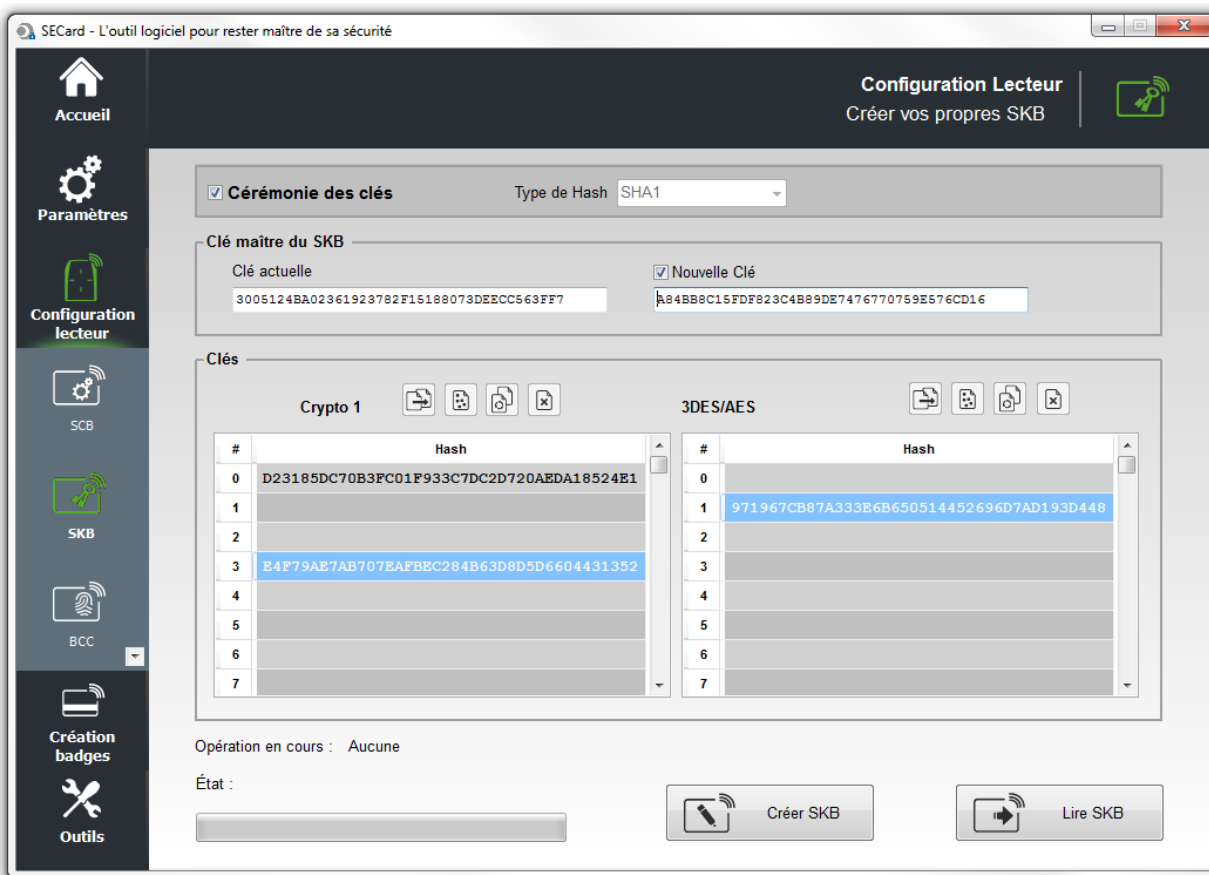 SECard - L'outil logiciel pour rester maître de sa sécurité
Accueil
Configuration Lecteur
Créer vos propres SKB
Paramètres
Configuration
lecteur
SCB
SKB
BCC
Création
badges
Outils
Cérémonie des clés Type de Hash SHA1
Clé maître du SKB
Clé actuelle Nouvelle Clé
3005124BA02361923782F15188073DEECC563FF7 A84BB8C15FDF823C4B89DE7476770759E576CD16
Clés
Crypto 1 3DES/AES
# Hash # Hash
0 D23185DC70B3FC01F933C7DC2D720AEDA18524E1 0
1 1 971967CB87A333E6B650514452696D7AD193D448
2 2
3 E4F79AE7AB707EAFBEC284B63D8D5D6604431352 3
4 4
5 5
6 6
7 7
Opération en cours : Aucune
État :
Créer SKB Lire SKB